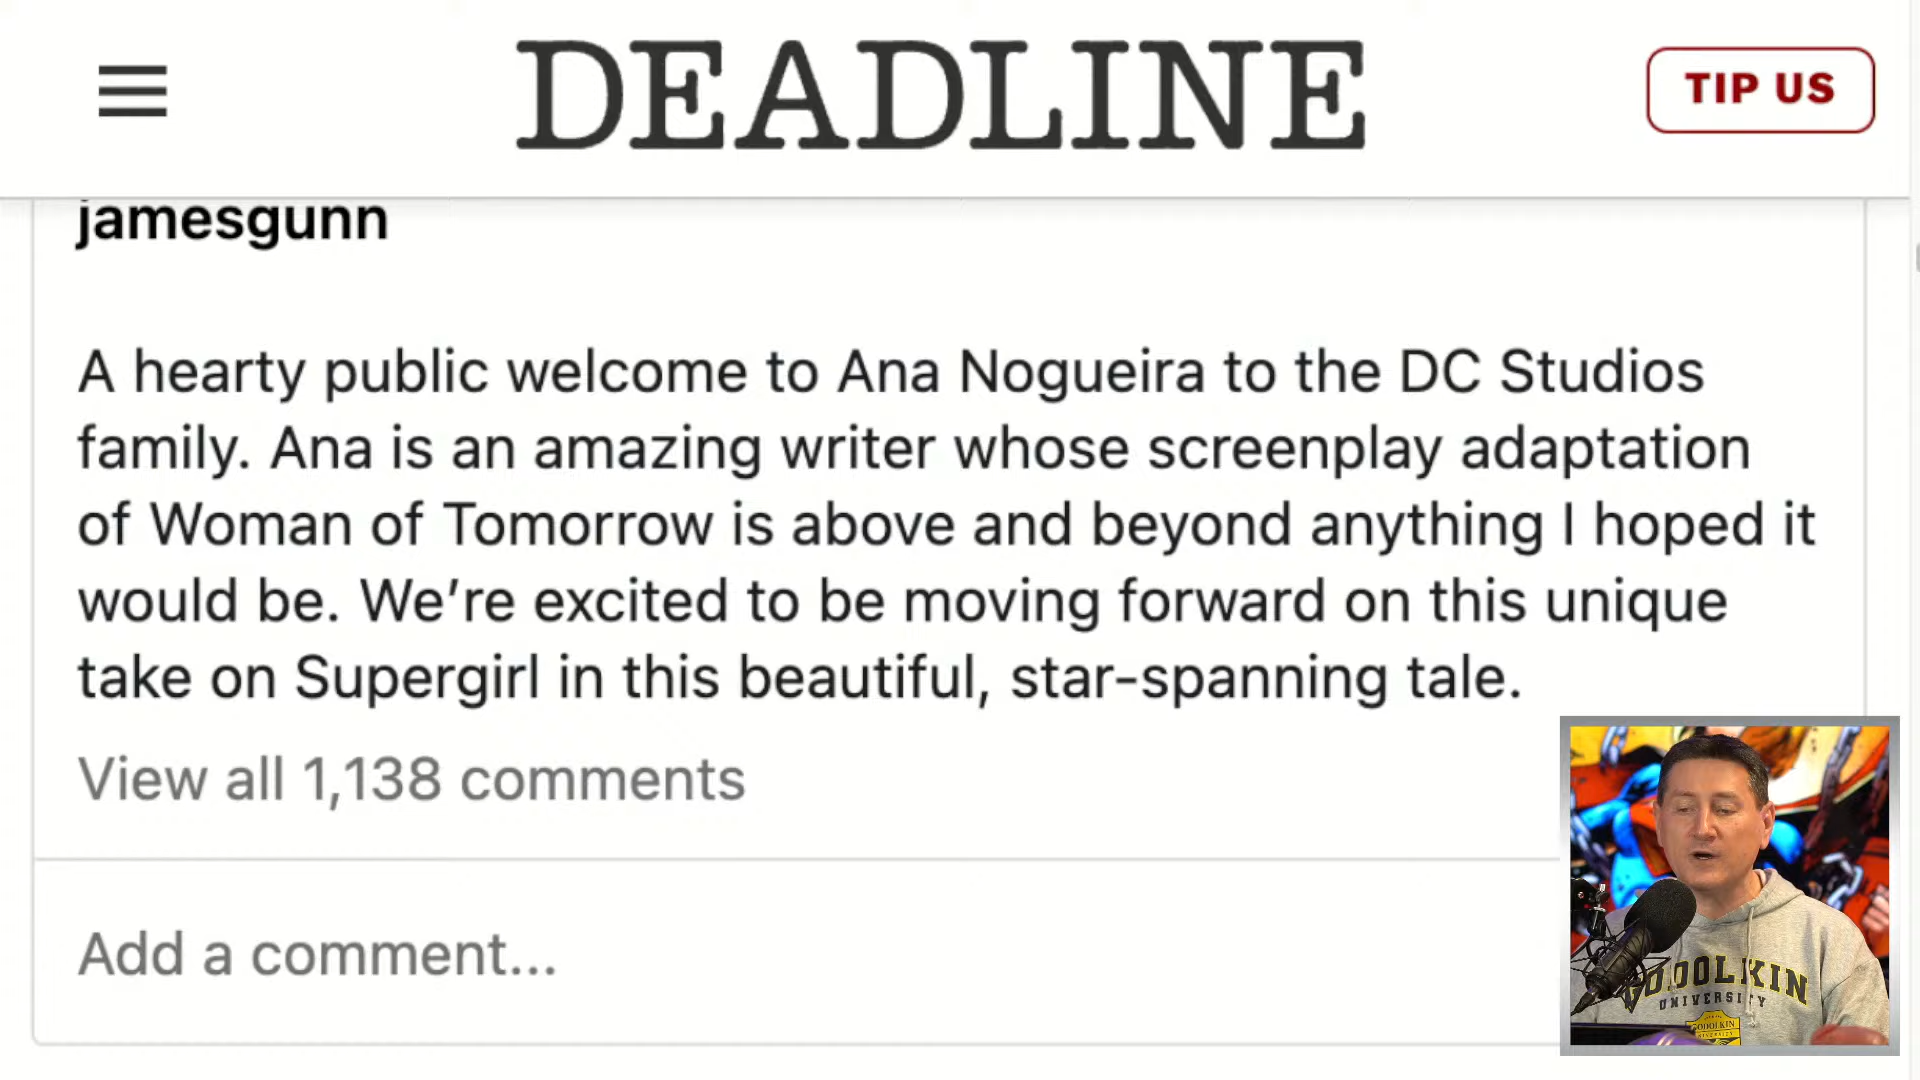 DEADLINE
TIP US
jamesgunn
A hearty public welcome to Ana Nogueira to the DC Studios
family. Ana is an amazing writer whose screenplay adaptation
of Woman of Tomorrow is above and beyond anything I hoped it
would be. We’re excited to be moving forward on this unique
take on Supergirl in this beautiful, star-spanning tale.
View all 1,138 comments
Add a comment...
GODOLKIN
UNIVERSITY
GODOLKIN